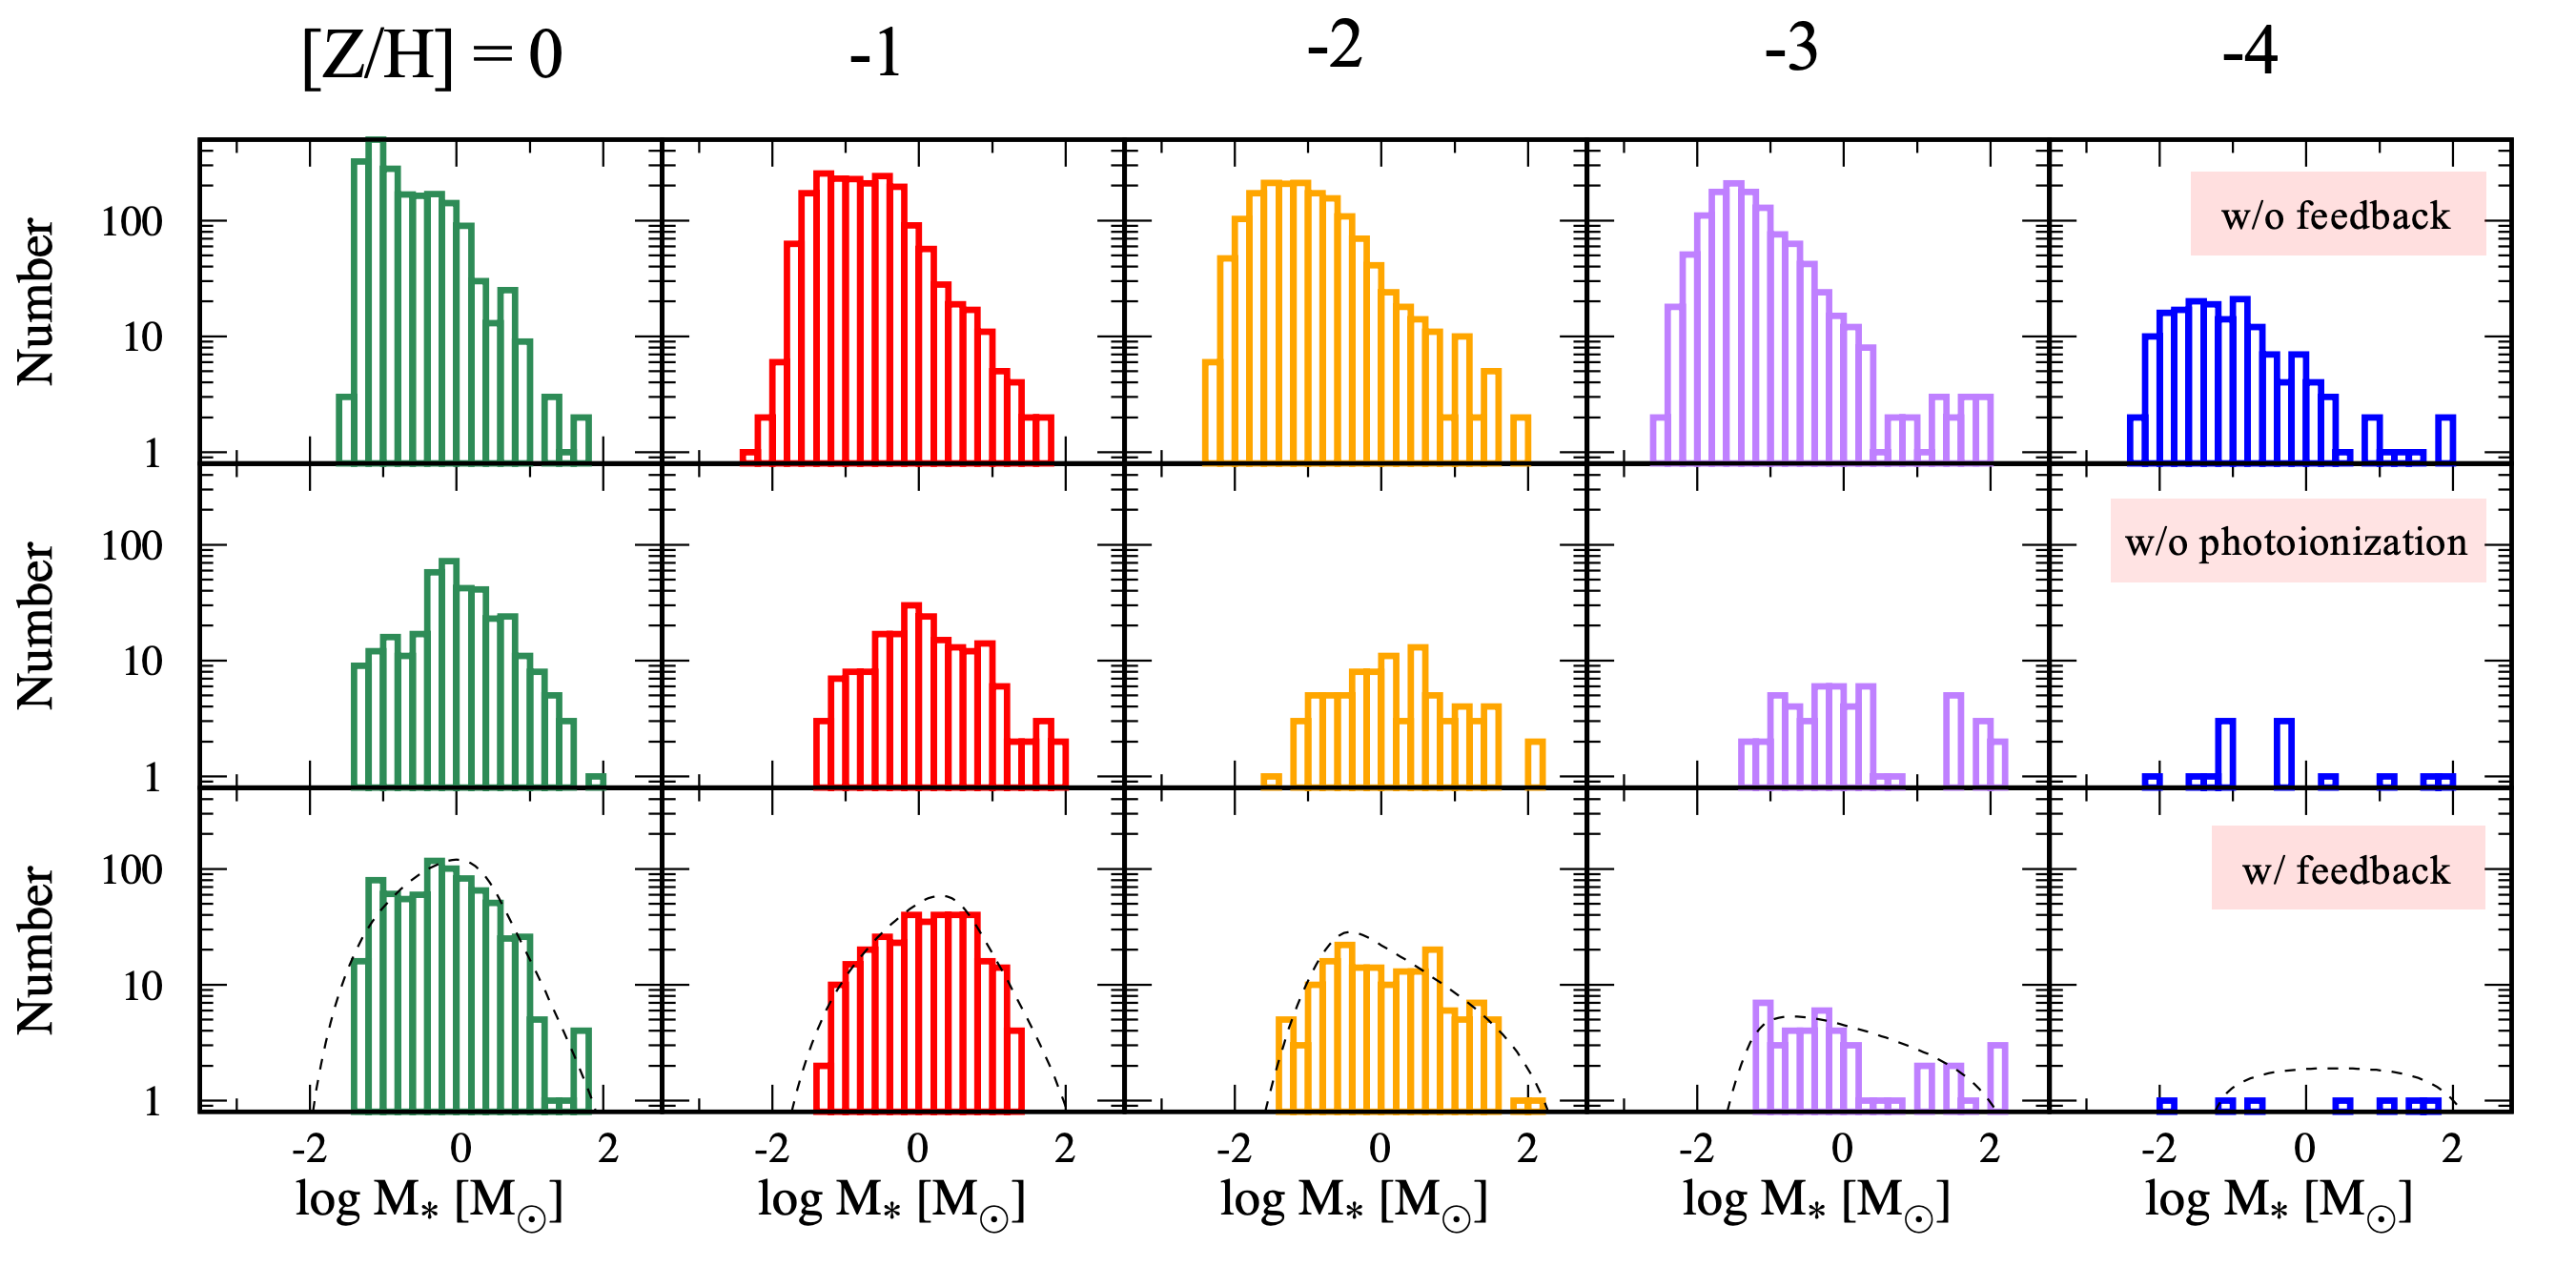 [Z/H] = 0 -1 -2 -3 -4
Number
100
10
1
w/o feedback
Number
100
10
1
w/o photoionization
Number
100
10
1
w/ feedback
-2 0 2 -2 0 2 -2 0 2 -2 0 2 -2 0 2
log M* [M☉] log M* [M☉] log M* [M☉] log M* [M☉] log M* [M☉]